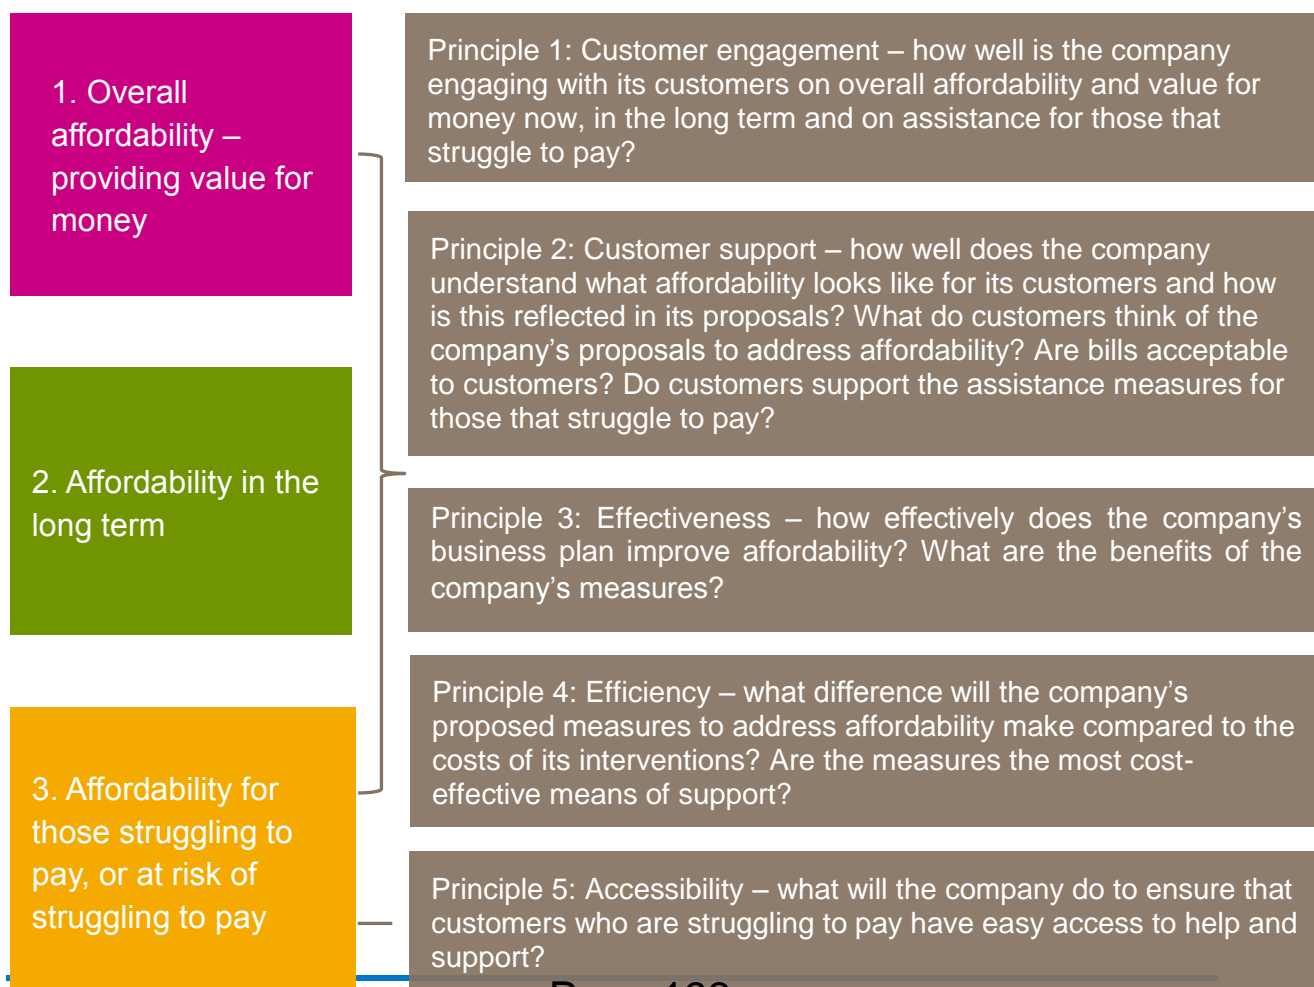 1. Overall
affordability –
providing value for
money
2. Affordability in the
long term
3. Affordability for
those struggling to
pay, or at risk of
struggling to pay
Principle 1: Customer engagement – how well is the company
engaging with its customers on overall affordability and value for
money now, in the long term and on assistance for those that
struggle to pay?
Principle 2: Customer support – how well does the company
understand what affordability looks like for its customers and how
is this reflected in its proposals? What do customers think of the
company’s proposals to address affordability? Are bills acceptable
to customers? Do customers support the assistance measures for
those that struggle to pay?
Principle 3: Effectiveness – how effectively does the company’s
business plan improve affordability? What are the benefits of the
company’s measures?
Principle 4: Efficiency – what difference will the company’s
proposed measures to address affordability make compared to the
costs of its interventions? Are the measures the most cost-
effective means of support?
Principle 5: Accessibility – what will the company do to ensure that
customers who are struggling to pay have easy access to help and
support?